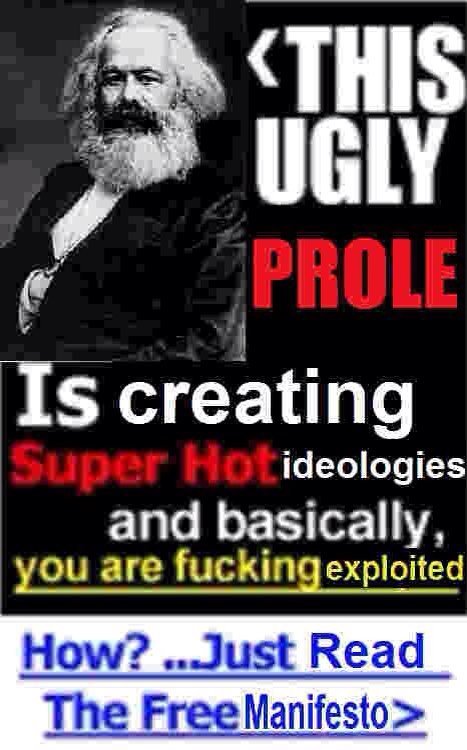 <THIS
UGLY
PROLE
Is creating
Super Hot ideologies
and basically,
you are fucking exploited
How? ...Just Read
The Free Manifesto>